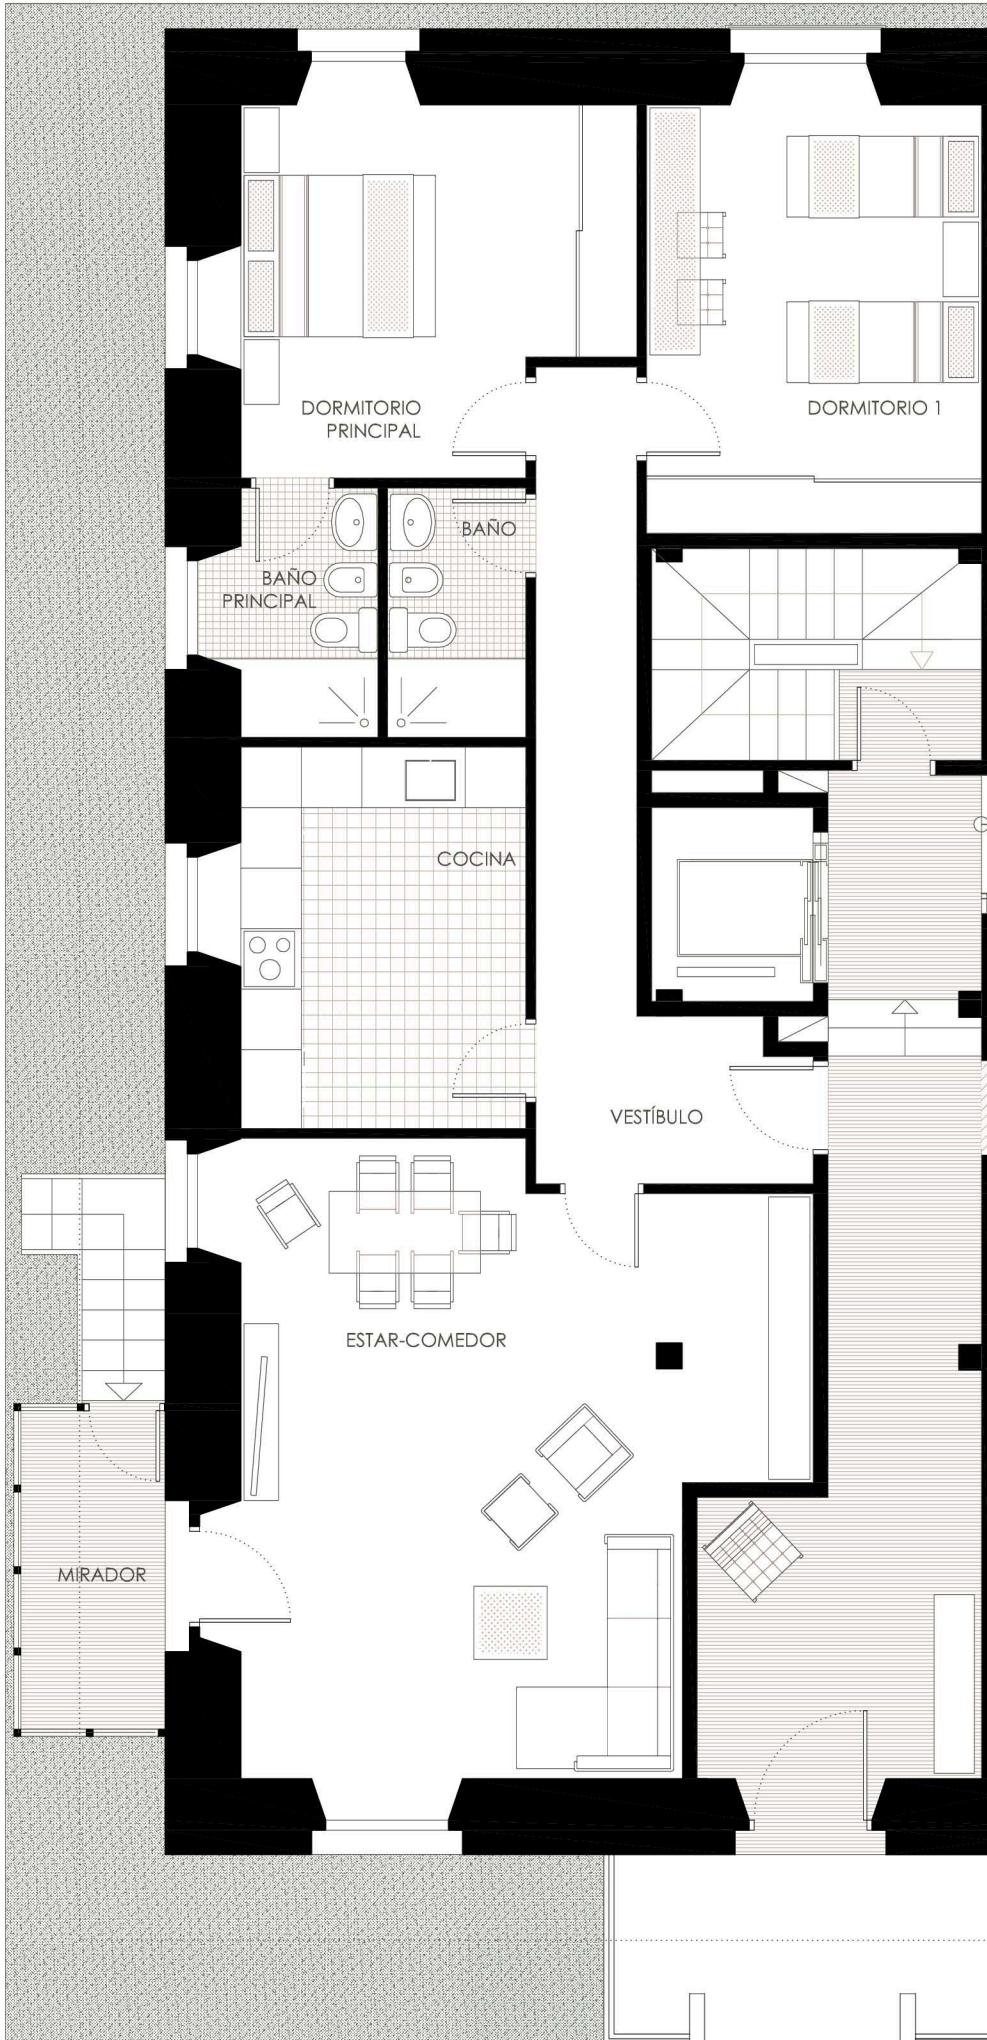 DORMITORIO
PRINCIPAL
DORMITORIO 1
BAÑO
BAÑO
PRINCIPAL
COCINA
VESTÍBULO
ESTAR-COMEDOR
MIRADOR